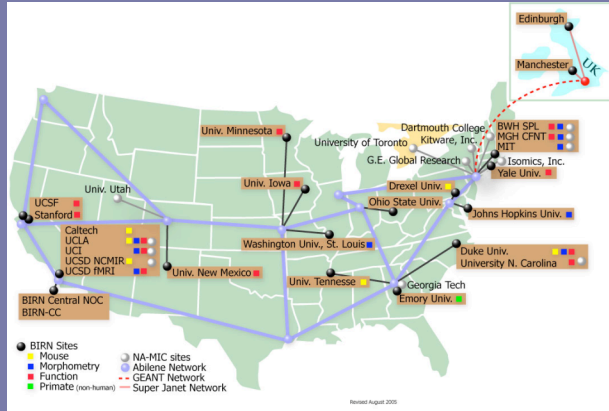 Edinburgh
Manchester
UK
Dartmouth College,
Kitware, Inc.
University of Toronto
G.E. Global Research
BWH SPL
MGH CFNT
MIT
Isomics, Inc.
Yale Univ.
Univ. Minnesota
Univ. Iowa
Drexel Univ.
Ohio State Univ.
Johns Hopkins Univ.
Univ. Utah
UCSF
Stanford
Caltech
UCLA
UCI
UCSD NCMIR
UCSD fMRI
Washington Univ., St. Louis
Duke Univ.
University N. Carolina
Univ. New Mexico
Univ. Tennesse
Georgia Tech
Emory Univ.
BIRN Central NOC
BIRN-CC
BIRN Sites
Mouse
Morphometry
Function
Primate (non-human)
NA-MIC sites
Abilene Network
GEANT Network
Super Janet Network
Revised August 2005